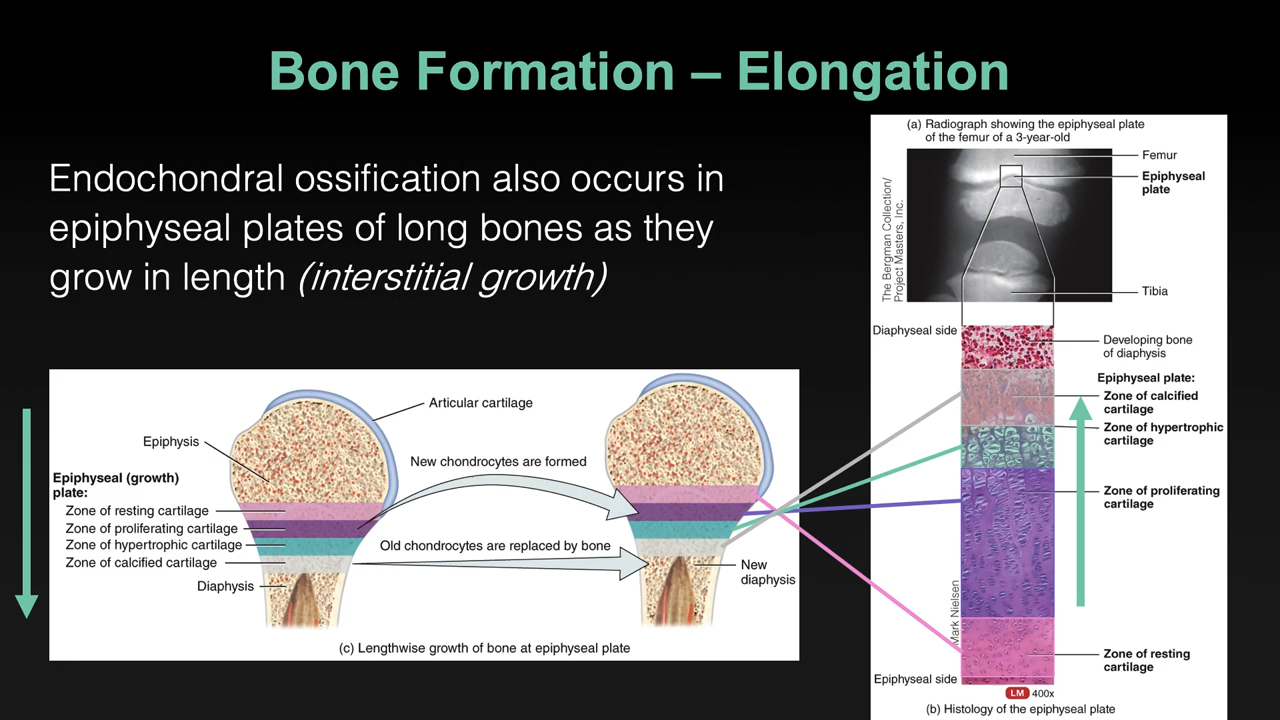 Bone Formation – Elongation
Endochondral ossification also occurs in
epiphyseal plates of long bones as they
grow in length (interstitial growth)
Articular cartilage
Epiphysis
New chondrocytes are formed
Epiphyseal (growth)
plate:
Zone of resting cartilage
Zone of proliferating cartilage
Zone of hypertrophic cartilage
Zone of calcified cartilage
Old chondrocytes are replaced by bone
Diaphysis
New
diaphysis
(c) Lengthwise growth of bone at epiphyseal plate
(a) Radiograph showing the epiphyseal plate
of the femur of a 3-year-old
The Bergman Collection/
Project Masters, Inc.
Femur
Epiphyseal
plate
Tibia
Diaphyseal side
Developing bone
of diaphysis
Epiphyseal plate:
Zone of calcified
cartilage
Zone of hypertrophic
cartilage
Zone of proliferating
cartilage
Mark Nielsen
Zone of resting
cartilage
Epiphyseal side
LM 400x
(b) Histology of the epiphyseal plate